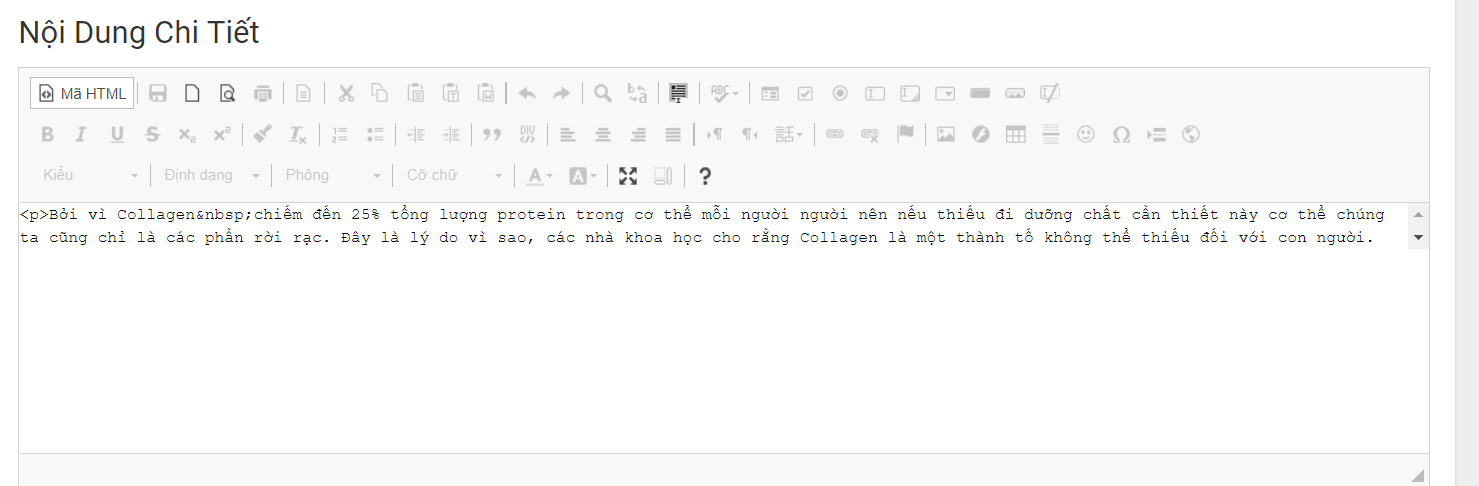 Nội Dung Chi Tiết
Mã HTML
Kiểu Định dạng Phông Cỡ chữ
<p>Bởi vì Collagen&nbsp;chiếm đến 25% tổng lượng protein trong cơ thể mỗi người người nên nếu thiếu đi dưỡng chất cần thiết này cơ thể chúng
ta cũng chỉ là các phần rời rạc. Đây là lý do vì sao, các nhà khoa học cho rằng Collagen là một thành tố không thể thiếu đối với con người.